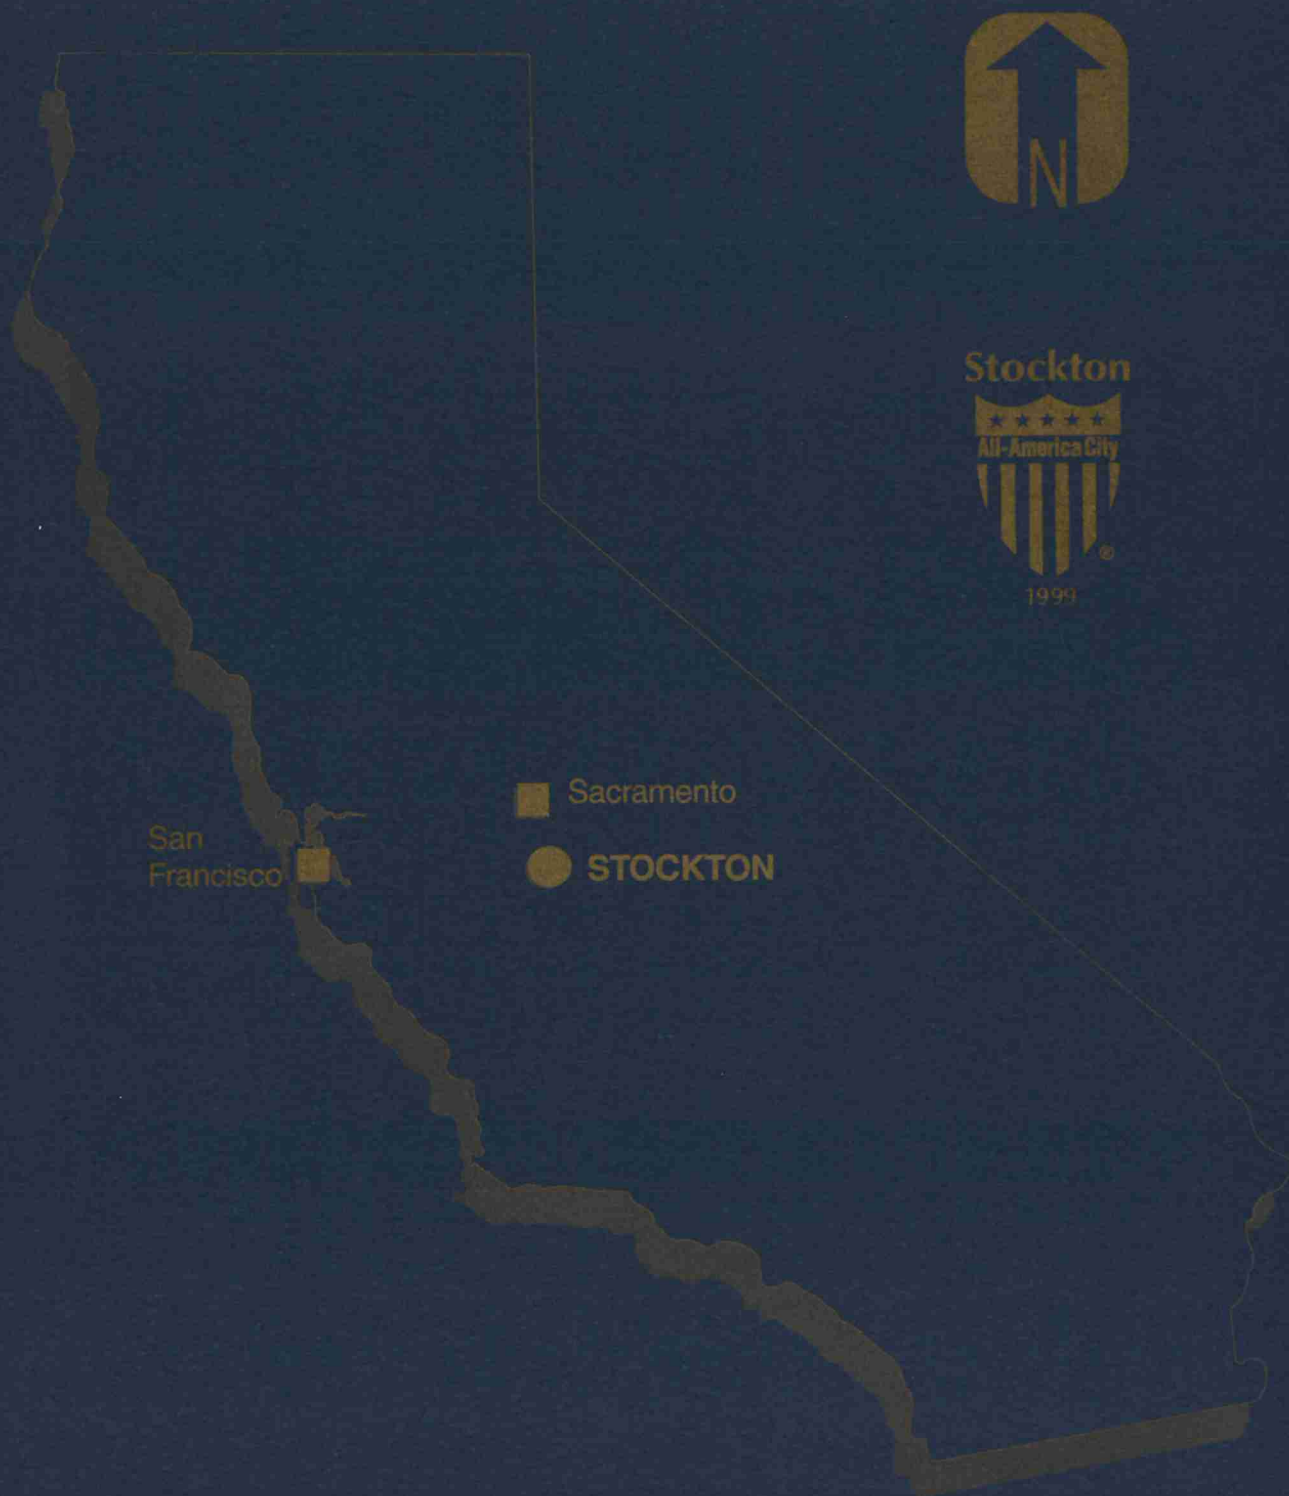 N
Stockton
All-America City
®
1999
Sacramento
San
Francisco
STOCKTON